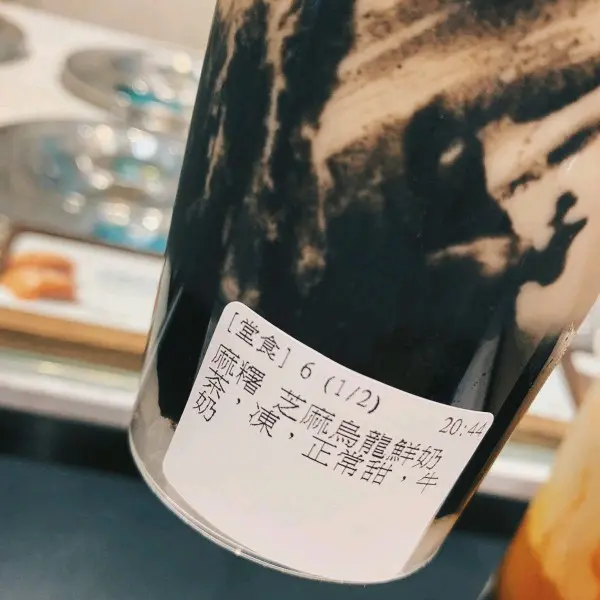 [堂食] 6 (1/2)
20:44
麻糬 芝麻烏龍鮮奶
茶，凍，正常甜，牛
奶